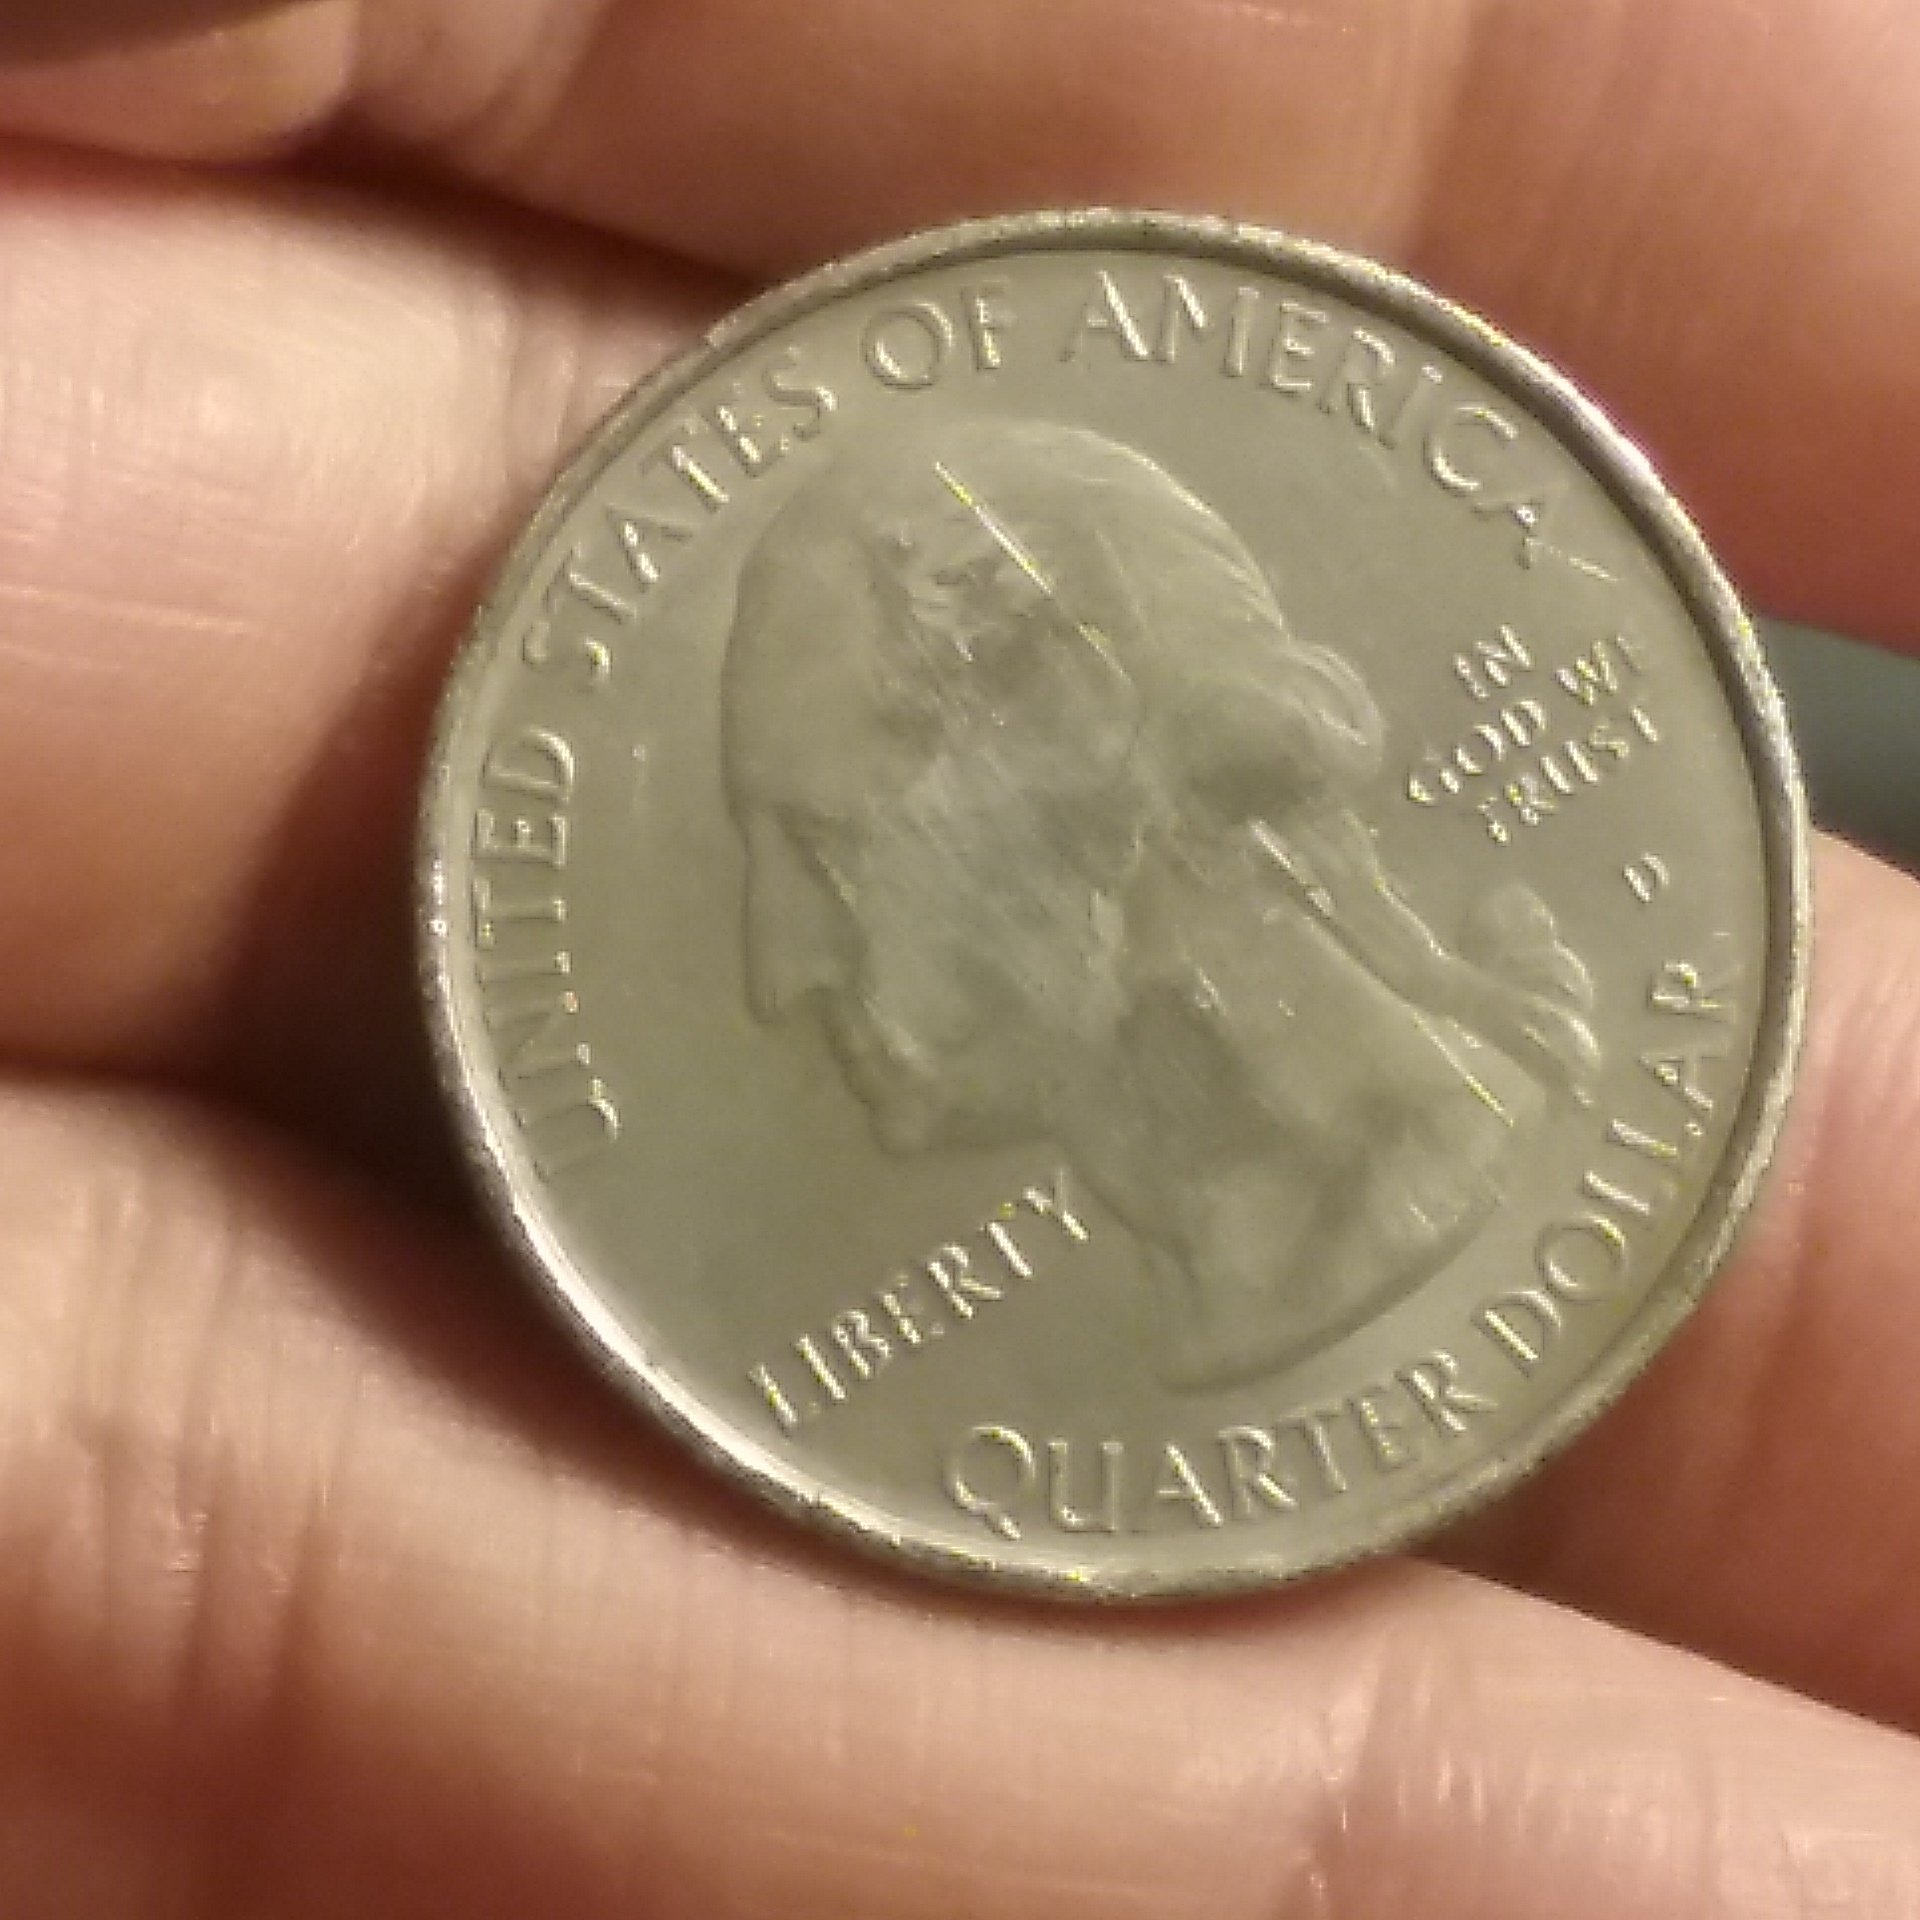 UNITED STATES OF AMERICA
LIBERTY
IN
GOD WE
TRUST
D
QUARTER DOLLAR